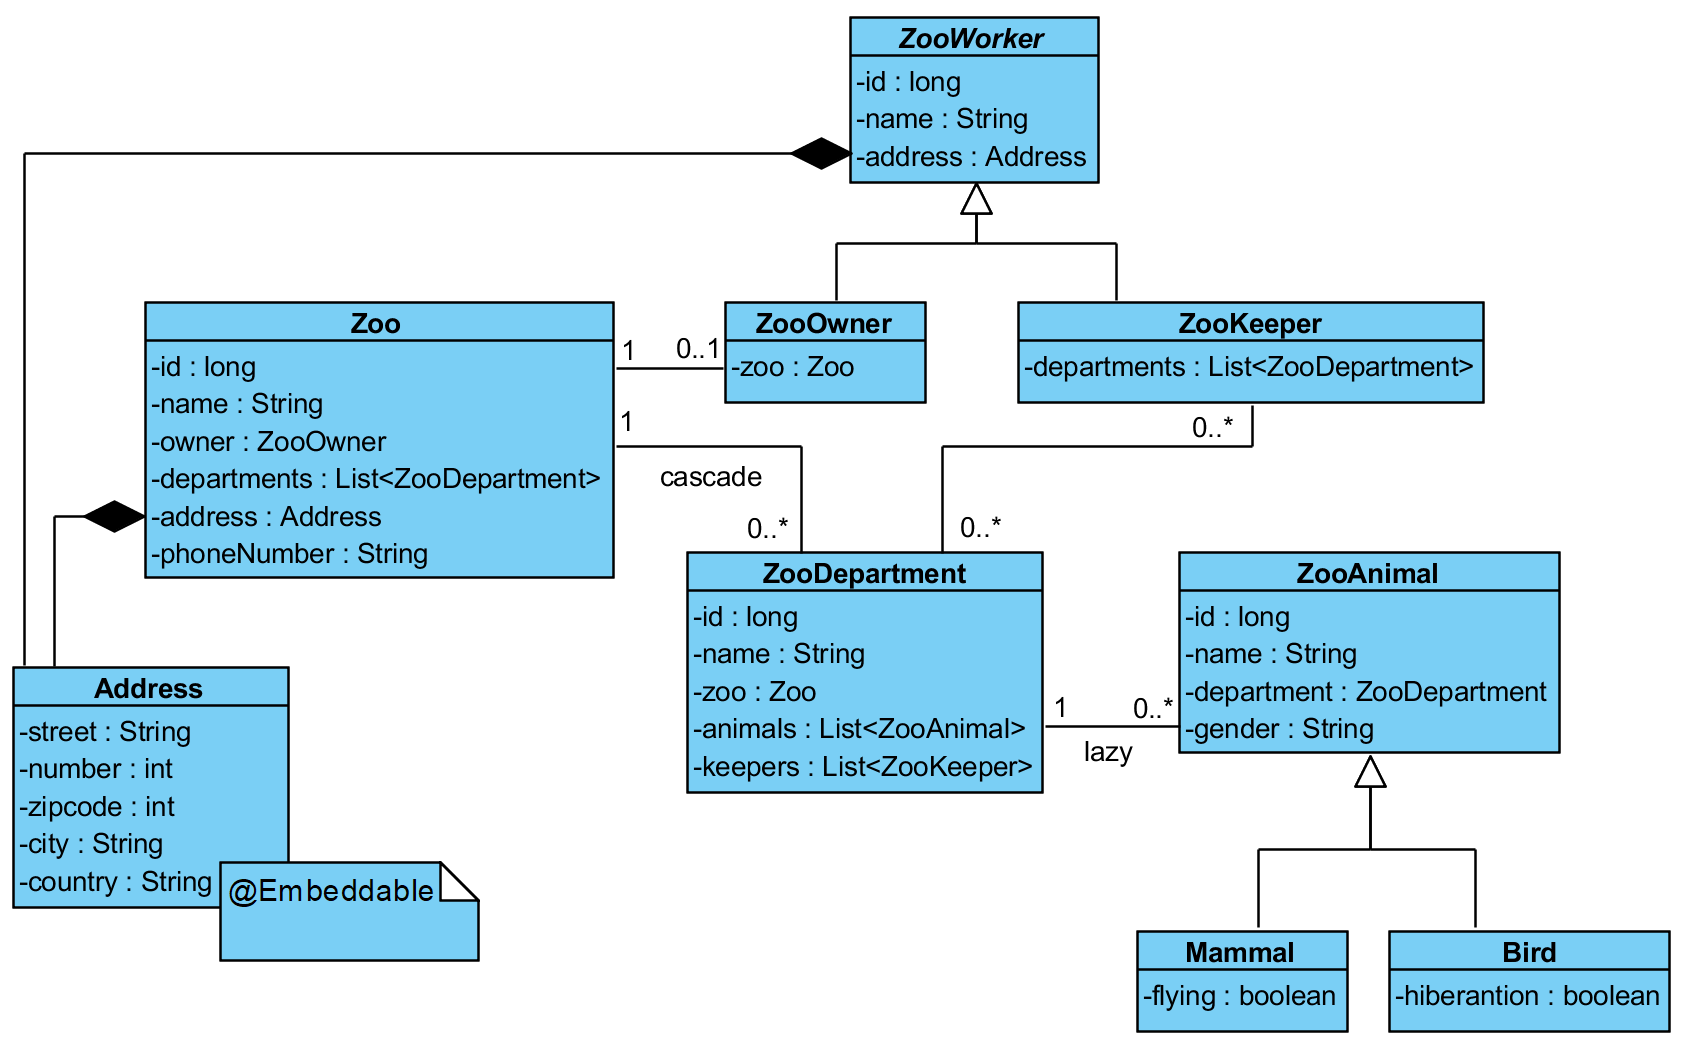 ZooWorker
-id : long
-name : String
-address : Address
Zoo
-id : long
-name : String
-owner : ZooOwner
-departments : List<ZooDepartment>
-address : Address
-phoneNumber : String
1
0..1
ZooOwner
-zoo : Zoo
ZooKeeper
-departments : List<ZooDepartment>
1
cascade
0..*
0..*
0..*
ZooDepartment
-id : long
-name : String
-zoo : Zoo
-animals : List<ZooAnimal>
-keepers : List<ZooKeeper>
1
0..*
lazy
ZooAnimal
-id : long
-name : String
-department : ZooDepartment
-gender : String
Address
-street : String
-number : int
-zipcode : int
-city : String
-country : String
@Embeddable
Mammal
-flying : boolean
Bird
-hiberantion : boolean